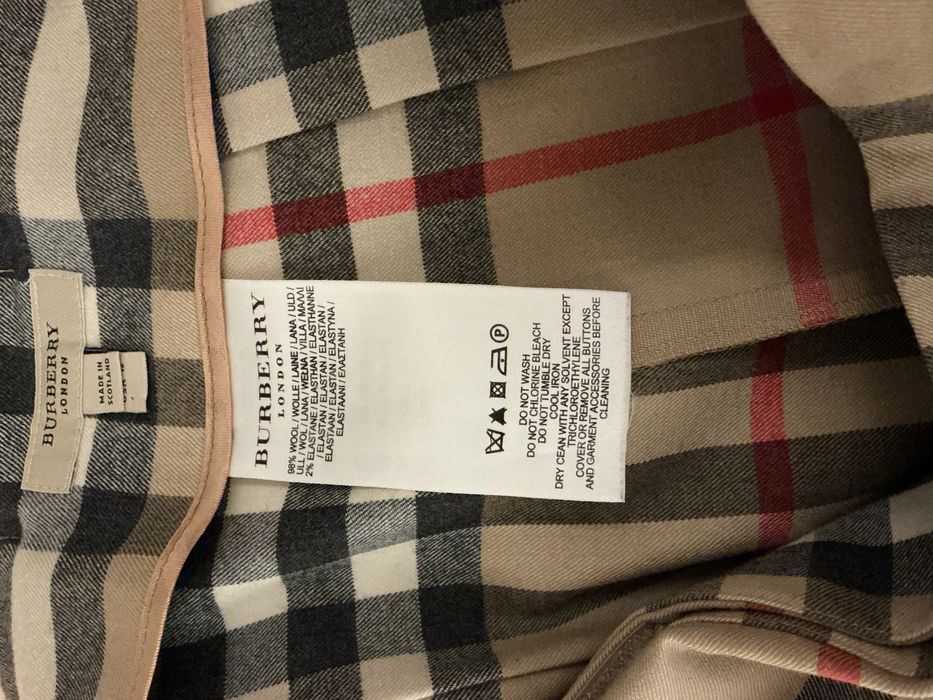 BURBERRY
LONDON
MADE IN
SCOTLAND
BURBERRY
LONDON
98% WOOL / WOLLE / LAINE / LANA / ULD /
ULL / WOL / LANA / WEŁNA / VILLA / ΜΑΛΛΙ
2% ELASTANE / ELASTHAN / ELASTHANNE
/ ELASTAN / ELASTAN / ELASTAN /
ELASTAAN / ELASTAN / ELASTYNA /
ELASTAANI / ΕΛΑΣΤΑΝΗ
P
DO NOT WASH
DO NOT CHLORINE BLEACH
DO NOT TUMBLE DRY
COOL IRON
DRY CLEAN WITH ANY SOLVENT EXCEPT
TRICHLOROETHYLENE
COVER OR REMOVE ALL BUTTONS
AND GARMENT ACCESSORIES BEFORE
CLEANING